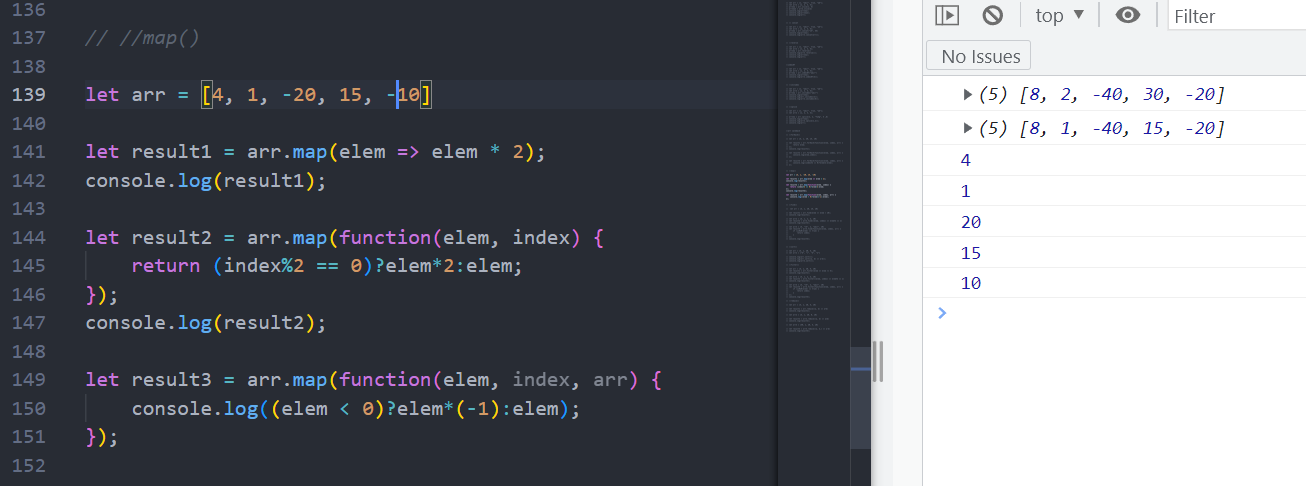 136
137 // //map()
138
139 let arr = [4, 1, -20, 15, -10]
140
141 let result1 = arr.map(elem => elem * 2);
142 console.log(result1);
143
144 let result2 = arr.map(function(elem, index) {
145     return (index%2 == 0)?elem*2:elem;
146 });
147 console.log(result2);
148
149 let result3 = arr.map(function(elem, index, arr) {
150     console.log((elem < 0)?elem*(-1):elem);
151 });
152
top ▼ Filter
No Issues
▶ (5) [8, 2, -40, 30, -20]
▶ (5) [8, 1, -40, 15, -20]
4
1
20
15
10
>